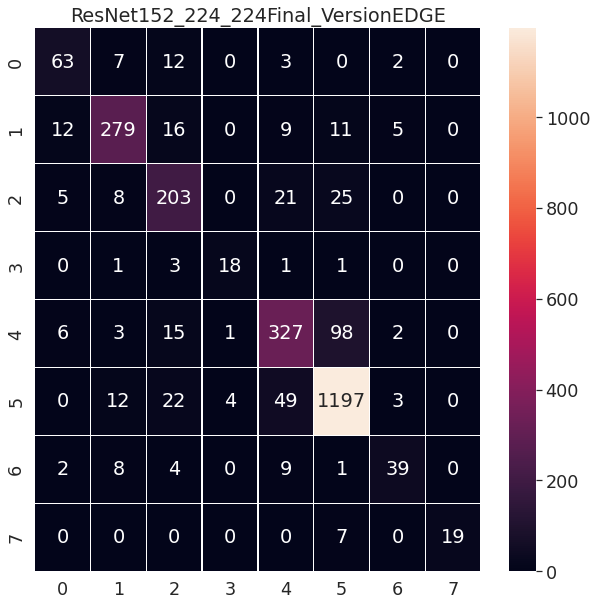 ResNet152_224_224Final_VersionEDGE
0 63 7 12 0 3 0 2 0
1 12 279 16 0 9 11 5 0
2 5 8 203 0 21 25 0 0
3 0 1 3 18 1 1 0 0
4 6 3 15 1 327 98 2 0
5 0 12 22 4 49 1197 3 0
6 2 8 4 0 9 1 39 0
7 0 0 0 0 0 7 0 19
0 1 2 3 4 5 6 7
1000
800
600
400
200
0